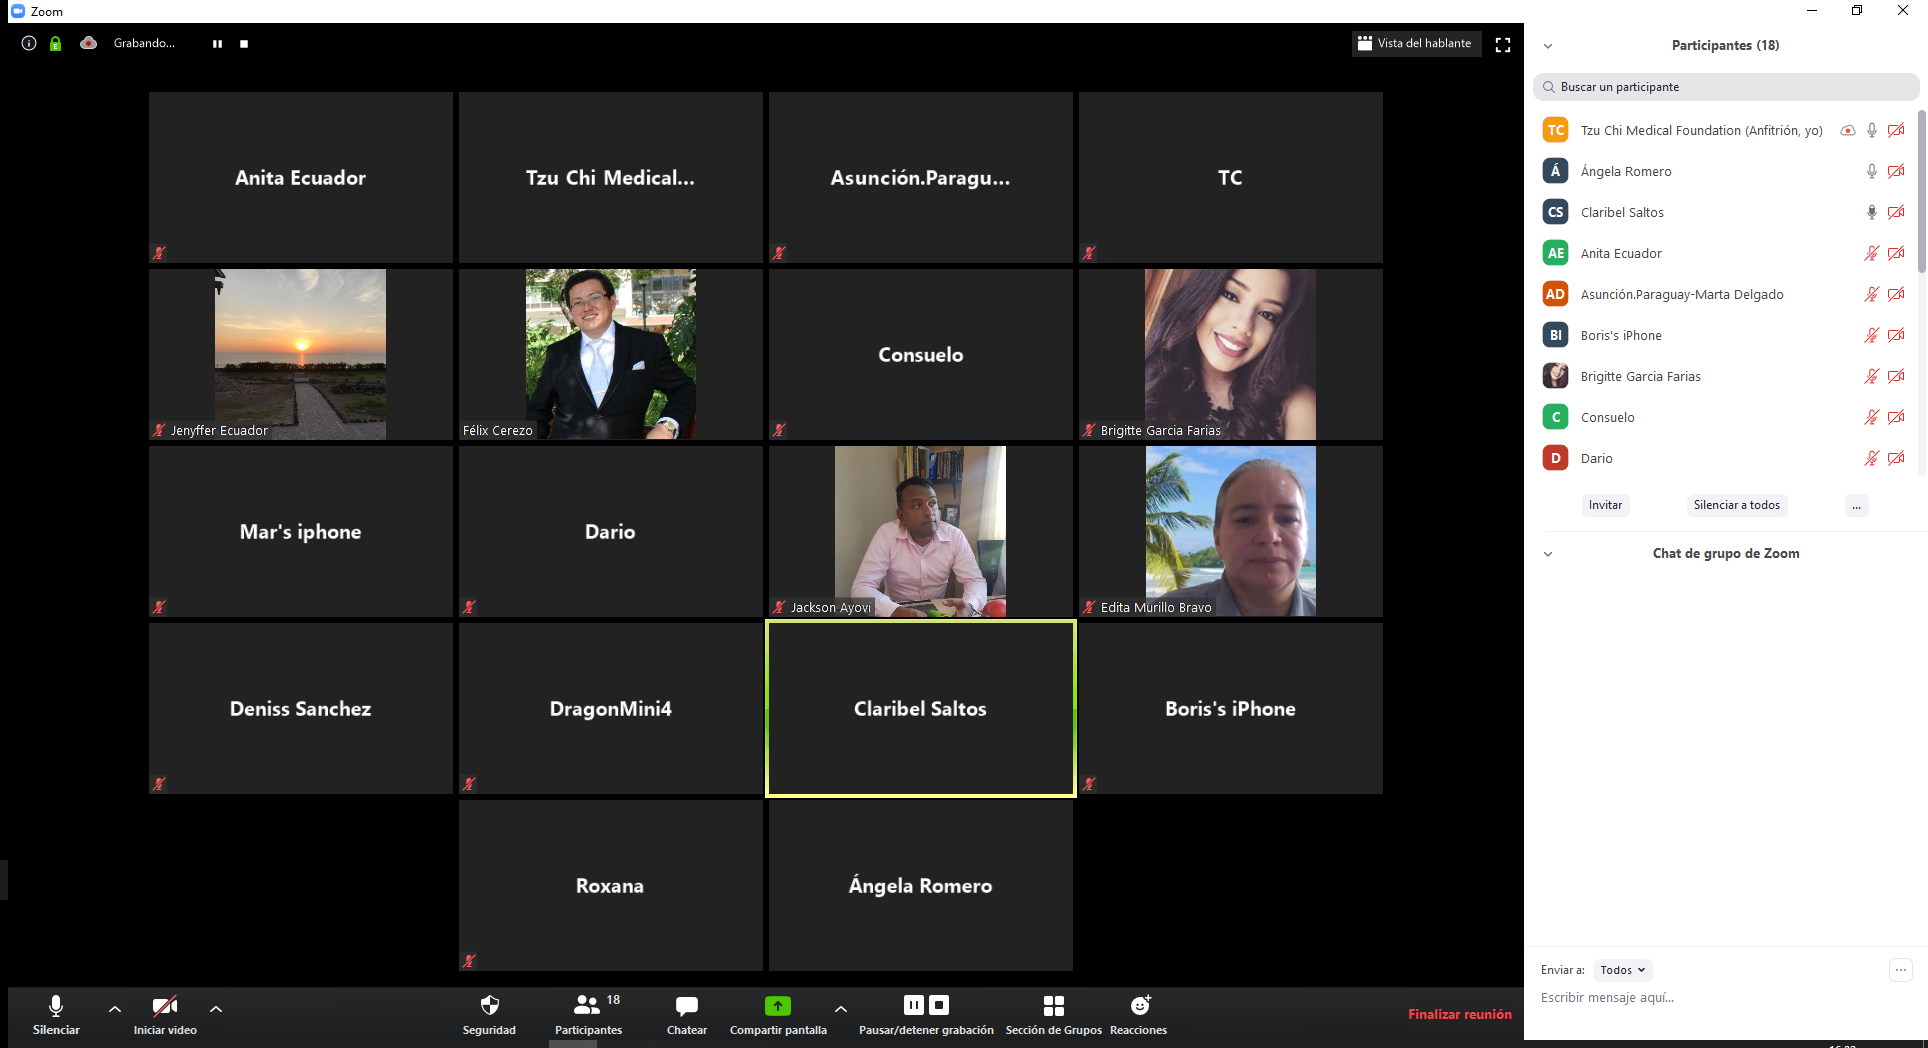 Zoom
Grabando...
Vista del hablante
Anita Ecuador
Tzu Chi Medical...
Asunción.Paragu...
TC
Jenyffer Ecuador
Félix Cerezo
Consuelo
Brigitte Garcia Farias
Mar's iphone
Dario
Jackson Ayovi
Edita Murillo Bravo
Deniss Sanchez
DragonMini4
Claribel Saltos
Boris's iPhone
Roxana
Ángela Romero
Silenciar
Iniciar video
Seguridad
18
Participantes
Chatear
Compartir pantalla
Pausar/detener grabación
Sección de Grupos
Reacciones
Finalizar reunión
Participantes (18)
Buscar un participante
TC Tzu Chi Medical Foundation (Anfitrión, yo)
Á Ángela Romero
CS Claribel Saltos
AE Anita Ecuador
AD Asunción.Paraguay-Marta Delgado
BI Boris's iPhone
Brigitte Garcia Farias
C Consuelo
D Dario
Invitar
Silenciar a todos
...
Chat de grupo de Zoom
Enviar a: Todos
...
Escribir mensaje aquí...